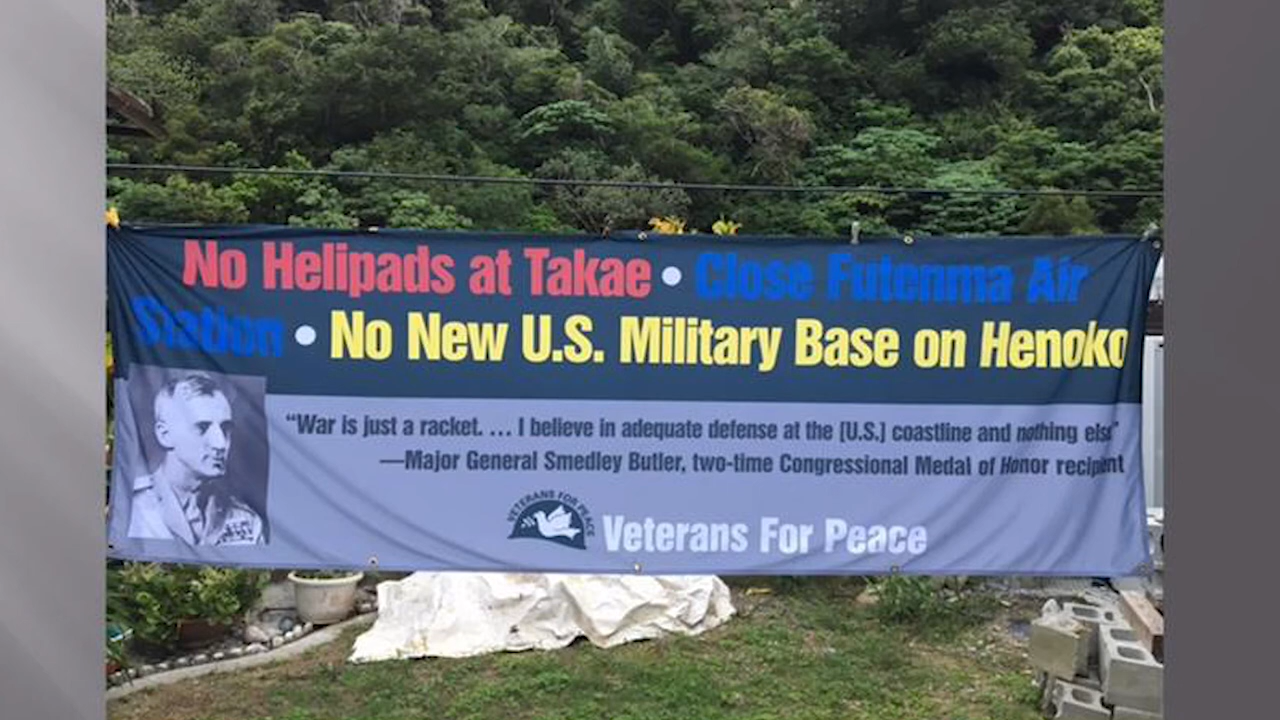 No Helipads at Takae • Close Futenma Air
Station • No New U.S. Military Base on Henoko
“War is just a racket. … I believe in adequate defense at the [U.S.] coastline and nothing else”
—Major General Smedley Butler, two-time Congressional Medal of Honor recipient
VETERANS FOR PEACE
Veterans For Peace